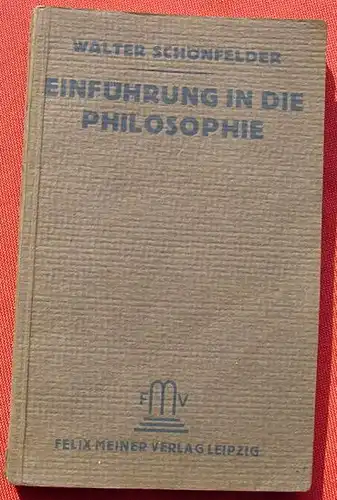 WALTER SCHÖNFELDER
EINFÜHRUNG IN DIE
PHILOSOPHIE
FMV
FELIX MEINER VERLAG LEIPZIG